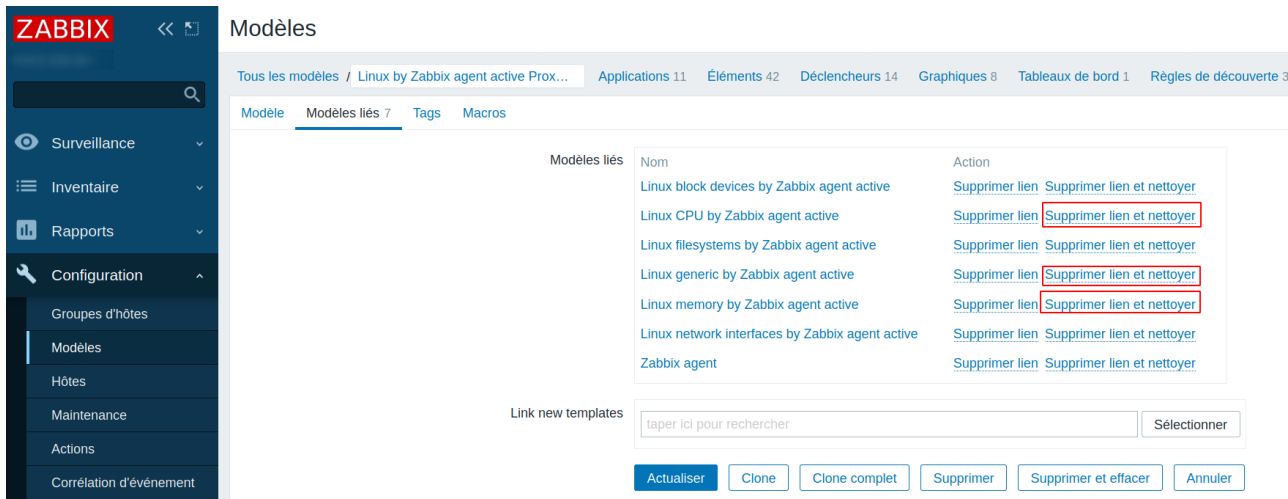 ZABBIX
Modèles
Tous les modèles / Linux by Zabbix agent active Prox… Applications 11 Éléments 42 Déclencheurs 14 Graphiques 8 Tableaux de bord 1 Règles de découverte 3
Modèle Modèles liés 7 Tags Macros
Surveillance
Inventaire
Rapports
Configuration
Groupes d'hôtes
Modèles
Hôtes
Maintenance
Actions
Corrélation d'événement
Modèles liés
Nom Action
Linux block devices by Zabbix agent active Supprimer lien Supprimer lien et nettoyer
Linux CPU by Zabbix agent active Supprimer lien Supprimer lien et nettoyer
Linux filesystems by Zabbix agent active Supprimer lien Supprimer lien et nettoyer
Linux generic by Zabbix agent active Supprimer lien Supprimer lien et nettoyer
Linux memory by Zabbix agent active Supprimer lien Supprimer lien et nettoyer
Linux network interfaces by Zabbix agent active Supprimer lien Supprimer lien et nettoyer
Zabbix agent Supprimer lien Supprimer lien et nettoyer
Link new templates
taper ici pour rechercher Sélectionner
Actualiser Clone Clone complet Supprimer Supprimer et effacer Annuler